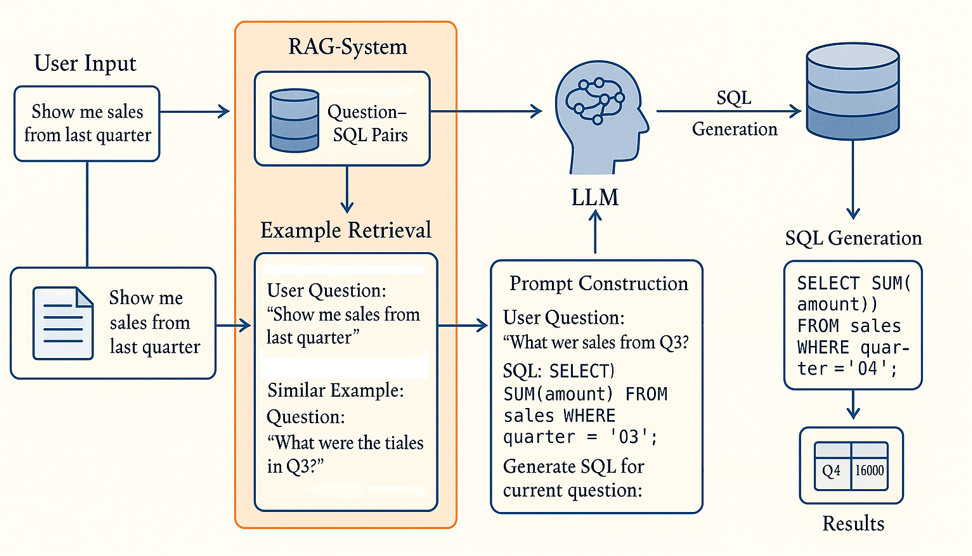 User Input
Show me sales
from last quarter
Show me
sales from
last quarter
RAG-System
Question–
SQL Pairs
Example Retrieval
User Question:
“Show me sales from
last quarter”
Similar Example:
Question:
“What were the tiales
in Q3?”
Prompt Construction
User Question:
“What wer sales from Q3?
SQL: SELECT)
SUM(amount) FROM
sales WHERE
quarter = '03';
Generate SQL for
current question:
LLM
SQL
Generation
SQL Generation
SELECT SUM(
amount))
FROM sales
WHERE quar-
ter ='04';
Q4 16000
Results